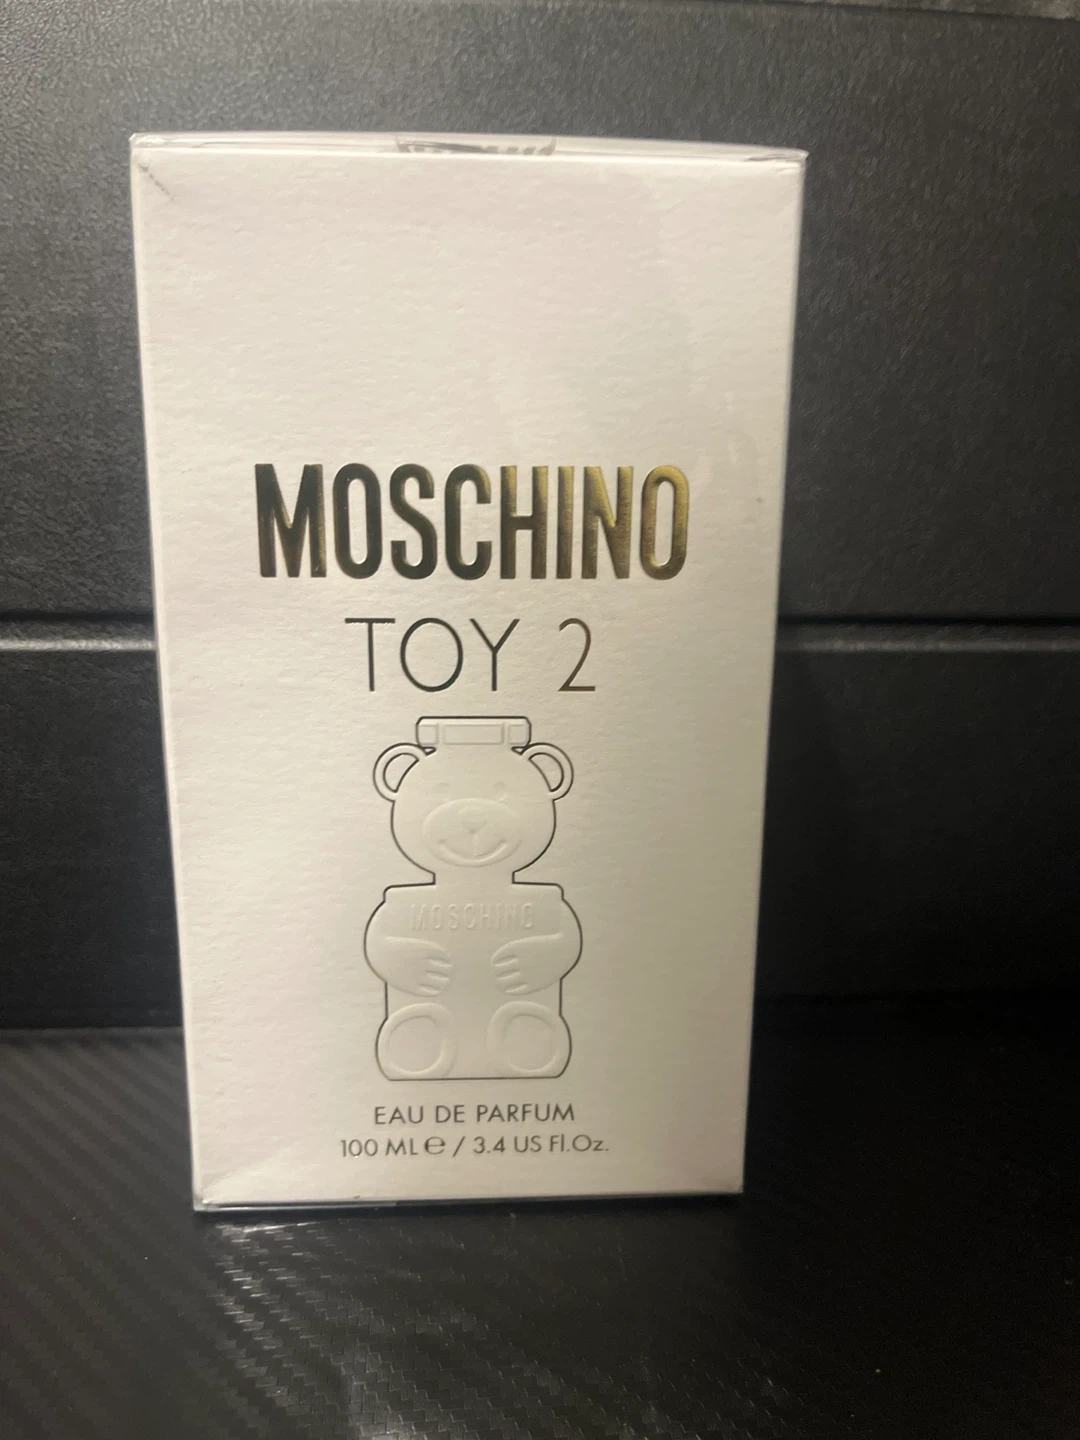 MOSCHINO
TOY 2
MOSCHINO
EAU DE PARFUM
100 ML ℮ / 3.4 US Fl.Oz.